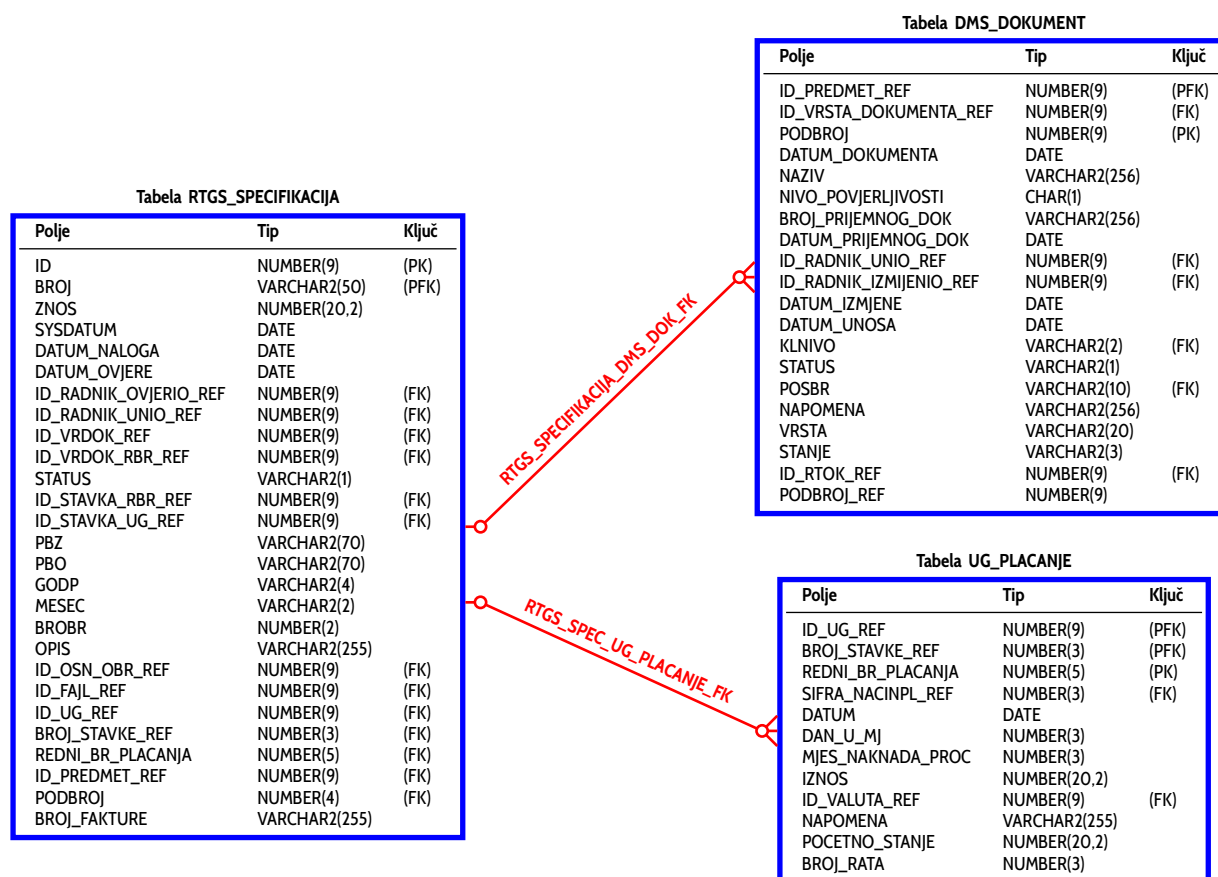 Tabela DMS_DOKUMENT
Polje Tip Ključ
ID_PREDMET_REF NUMBER(9) (PFK)
ID_VRSTA_DOKUMENTA_REF NUMBER(9) (FK)
PODBROJ NUMBER(9) (PK)
DATUM_DOKUMENTA DATE
NAZIV VARCHAR2(256)
NIVO_POVJERLJIVOSTI CHAR(1)
BROJ_PRIJEMNOG_DOK VARCHAR2(256)
DATUM_PRIJEMNOG_DOK DATE
ID_RADNIK_UNIO_REF NUMBER(9) (FK)
ID_RADNIK_IZMIJENIO_REF NUMBER(9) (FK)
DATUM_IZMJENE DATE
DATUM_UNOSA DATE
KLNIVO VARCHAR2(2) (FK)
STATUS VARCHAR2(1)
POSBR VARCHAR2(10) (FK)
NAPOMENA VARCHAR2(256)
VRSTA VARCHAR2(20)
STANJE VARCHAR2(3)
ID_RTOK_REF NUMBER(9) (FK)
PODBROJ_REF NUMBER(9)
Tabela RTGS_SPECIFIKACIJA
Polje Tip Ključ
ID NUMBER(9) (PK)
BROJ VARCHAR2(50) (PFK)
ZNOS NUMBER(20,2)
SYSDATUM DATE
DATUM_NALOGA DATE
DATUM_OVJERE DATE
ID_RADNIK_OVJERIO_REF NUMBER(9) (FK)
ID_RADNIK_UNIO_REF NUMBER(9) (FK)
ID_VRDOK_REF NUMBER(9) (FK)
ID_VRDOK_RBR_REF NUMBER(9) (FK)
STATUS VARCHAR2(1)
ID_STAVKA_RBR_REF NUMBER(9) (FK)
ID_STAVKA_UG_REF NUMBER(9) (FK)
PBZ VARCHAR2(70)
PBO VARCHAR2(70)
GODP VARCHAR2(4)
MESEC VARCHAR2(2)
BROBR NUMBER(2)
OPIS VARCHAR2(255)
ID_OSN_OBR_REF NUMBER(9) (FK)
ID_FAJL_REF NUMBER(9) (FK)
ID_UG_REF NUMBER(9) (FK)
BROJ_STAVKE_REF NUMBER(3) (FK)
REDNI_BR_PLACANJA NUMBER(5) (FK)
ID_PREDMET_REF NUMBER(9) (FK)
PODBROJ NUMBER(4) (FK)
BROJ_FAKTURE VARCHAR2(255)
RTGS_SPECIFIKACIJA_DMS_DOK_FK
RTGS_SPEC_UG_PLACANJE_FK
Tabela UG_PLACANJE
Polje Tip Ključ
ID_UG_REF NUMBER(9) (PFK)
BROJ_STAVKE_REF NUMBER(3) (PFK)
REDNI_BR_PLACANJA NUMBER(5) (PK)
SIFRA_NACINPL_REF NUMBER(3) (FK)
DATUM DATE
DAN_U_MJ NUMBER(3)
MJES_NAKNADA_PROC NUMBER(3)
IZNOS NUMBER(20,2)
ID_VALUTA_REF NUMBER(9) (FK)
NAPOMENA VARCHAR2(255)
POCETNO_STANJE NUMBER(20,2)
BROJ_RATA NUMBER(3)